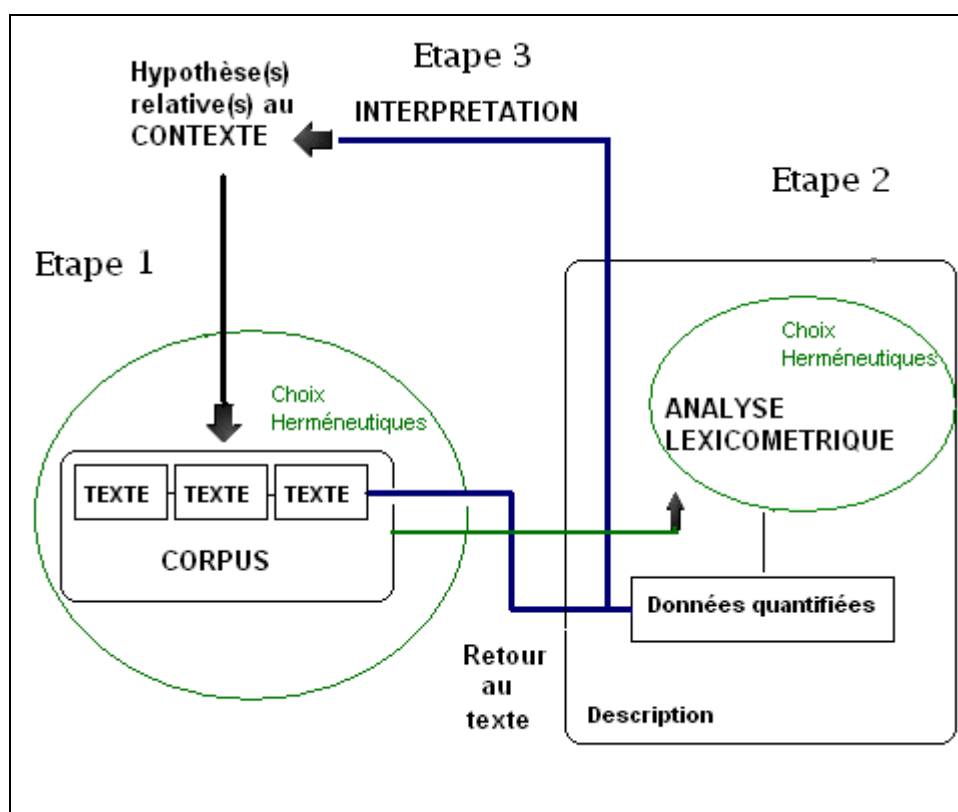 Etape 3
Hypothèse(s)
relative(s) au
CONTEXTE
INTERPRETATION
Etape 2
Etape 1
Choix
Herméneutiques
TEXTE
TEXTE
TEXTE
CORPUS
Choix
Herméneutiques
ANALYSE
LEXICOMETRIQUE
Données quantifiées
Retour
au
texte
Description